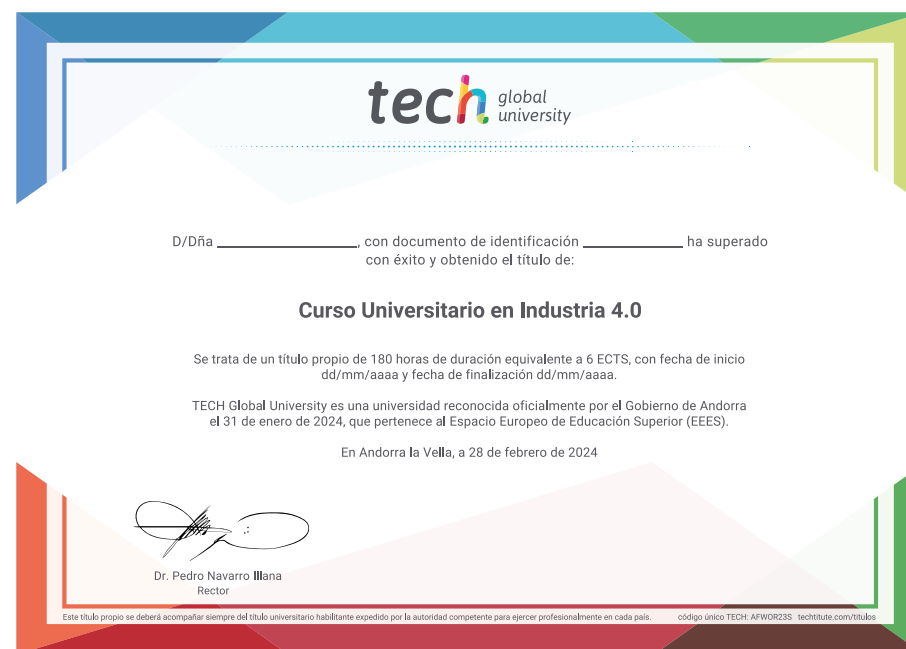 tech global university
D/Dña ____________________, con documento de identificación ______________ ha superado
con éxito y obtenido el título de:
Curso Universitario en Industria 4.0
Se trata de un título propio de 180 horas de duración equivalente a 6 ECTS, con fecha de inicio
dd/mm/aaaa y fecha de finalización dd/mm/aaaa.
TECH Global University es una universidad reconocida oficialmente por el Gobierno de Andorra
el 31 de enero de 2024, que pertenece al Espacio Europeo de Educación Superior (EEES).
En Andorra la Vella, a 28 de febrero de 2024
Dr. Pedro Navarro Illana
Rector
Este título propio se deberá acompañar siempre del título universitario habilitante expedido por la autoridad competente para ejercer profesionalmente en cada país. código único TECH: AFWOR23S techtitute.com/titulos